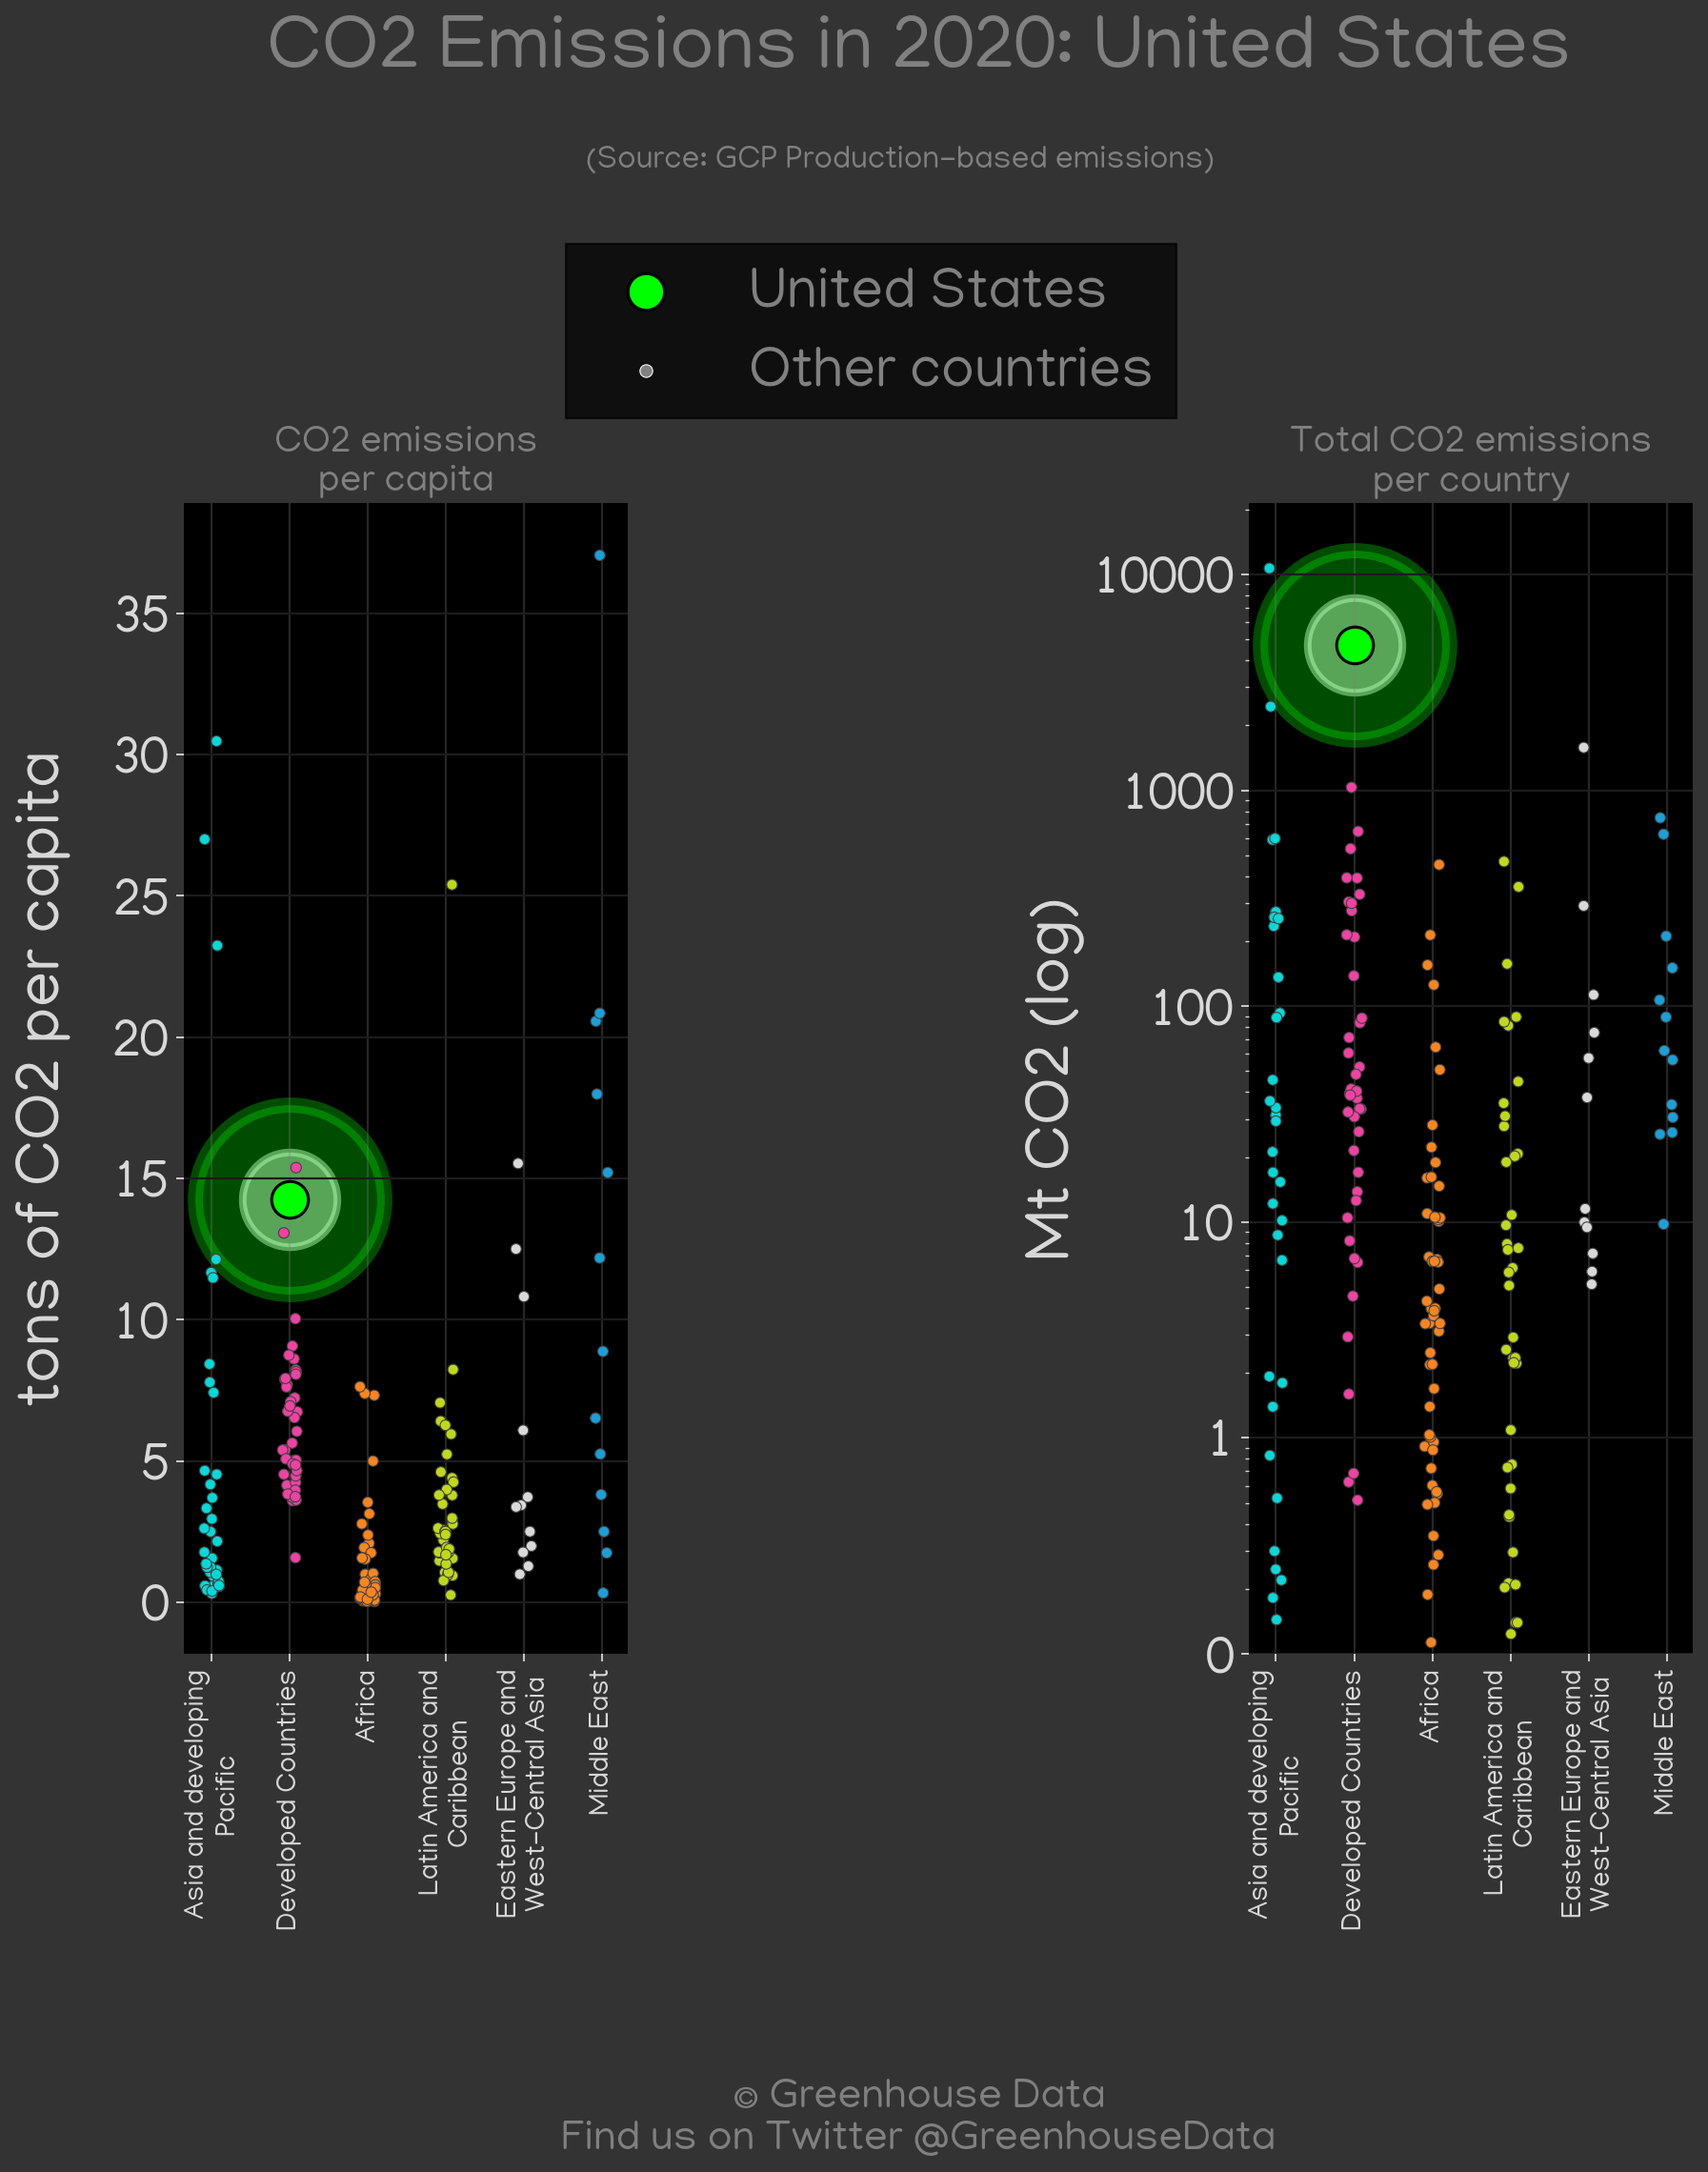 CO2 Emissions in 2020: United States
(Source: GCP Production-based emissions)
United States
Other countries
CO2 emissions
per capita
tons of CO2 per capita
35
30
25
20
15
10
5
0
Asia and developing
Pacific
Developed Countries
Africa
Latin America and
Caribbean
Eastern Europe and
West-Central Asia
Middle East
Total CO2 emissions
per country
Mt CO2 (log)
10000
1000
100
10
1
0
Asia and developing
Pacific
Developed Countries
Africa
Latin America and
Caribbean
Eastern Europe and
West-Central Asia
Middle East
© Greenhouse Data
Find us on Twitter @GreenhouseData